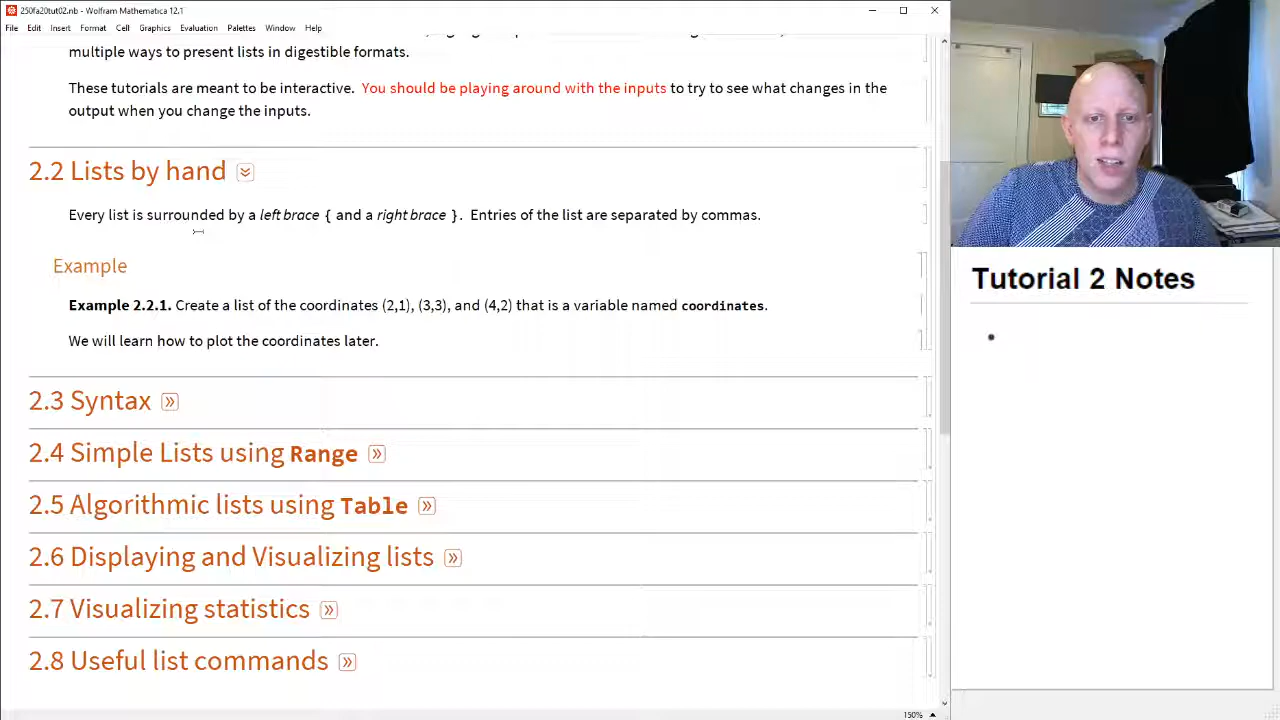 250fa20tut02.nb - Wolfram Mathematica 12.1
File Edit Insert Format Cell Graphics Evaluation Palettes Window Help
multiple ways to present lists in digestible formats.
These tutorials are meant to be interactive. You should be playing around with the inputs to try to see what changes in the
output when you change the inputs.
2.2 Lists by hand
Every list is surrounded by a left brace { and a right brace }. Entries of the list are separated by commas.
Example
Example 2.2.1. Create a list of the coordinates (2,1), (3,3), and (4,2) that is a variable named coordinates.
We will learn how to plot the coordinates later.
2.3 Syntax
2.4 Simple Lists using Range
2.5 Algorithmic lists using Table
2.6 Displaying and Visualizing lists
2.7 Visualizing statistics
2.8 Useful list commands
150%
Tutorial 2 Notes
•